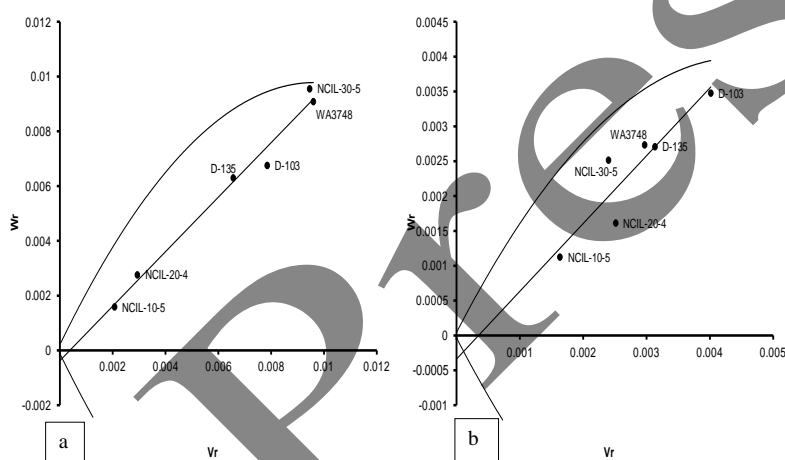 0.012
0.01
0.008
0.006
0.004
0.002
0
-0.002
Wr
NCIL-30-5
WA3748
D-135
D-103
NCIL-20-4
NCIL-10-5
0.002 0.004 0.006 0.008 0.01 0.012
Vr
a
0.0045
0.004
0.0035
0.003
0.0025
0.002
0.0015
0.001
0.0005
0
-0.0005
-0.001
Wr
D-103
WA3748
D-135
NCIL-30-5
NCIL-20-4
NCIL-10-5
0.001 0.002 0.003 0.004 0.005
Vr
b